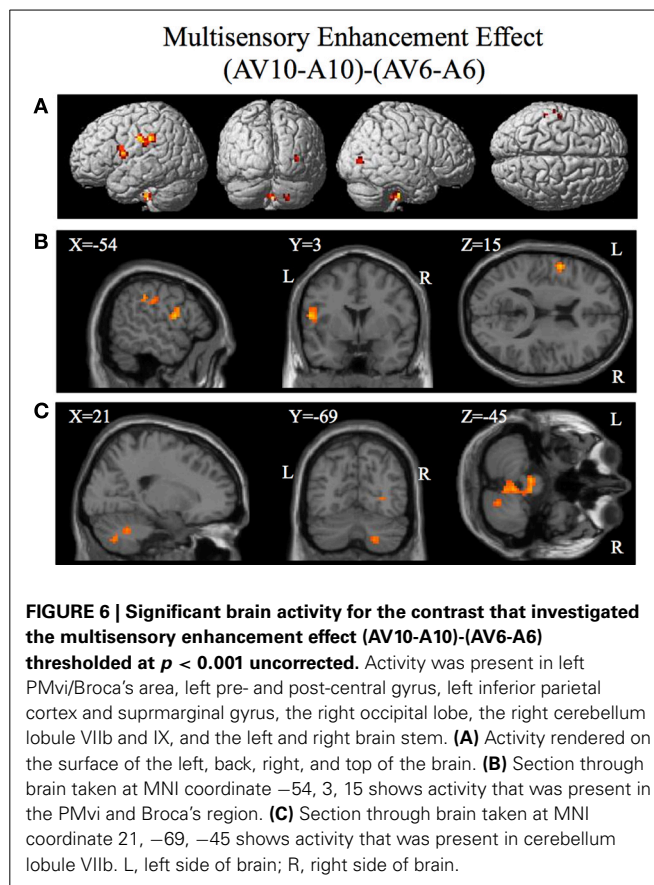 Multisensory Enhancement Effect
(AV10-A10)-(AV6-A6)
A
B
X=-54
Y=3
Z=15
L
L
R
R
C
X=21
Y=-69
Z=-45
L
L
R
R
FIGURE 6 | Significant brain activity for the contrast that investigated
the multisensory enhancement effect (AV10-A10)-(AV6-A6)
thresholded at p < 0.001 uncorrected. Activity was present in left
PMvi/Broca's area, left pre- and post-central gyrus, left inferior parietal
cortex and suprmarginal gyrus, the right occipital lobe, the right cerebellum
lobule VIIb and IX, and the left and right brain stem. (A) Activity rendered on
the surface of the left, back, right, and top of the brain. (B) Section through
brain taken at MNI coordinate −54, 3, 15 shows activity that was present in
the PMvi and Broca's region. (C) Section through brain taken at MNI
coordinate 21, −69, −45 shows activity that was present in cerebellum
lobule VIIb. L, left side of brain; R, right side of brain.